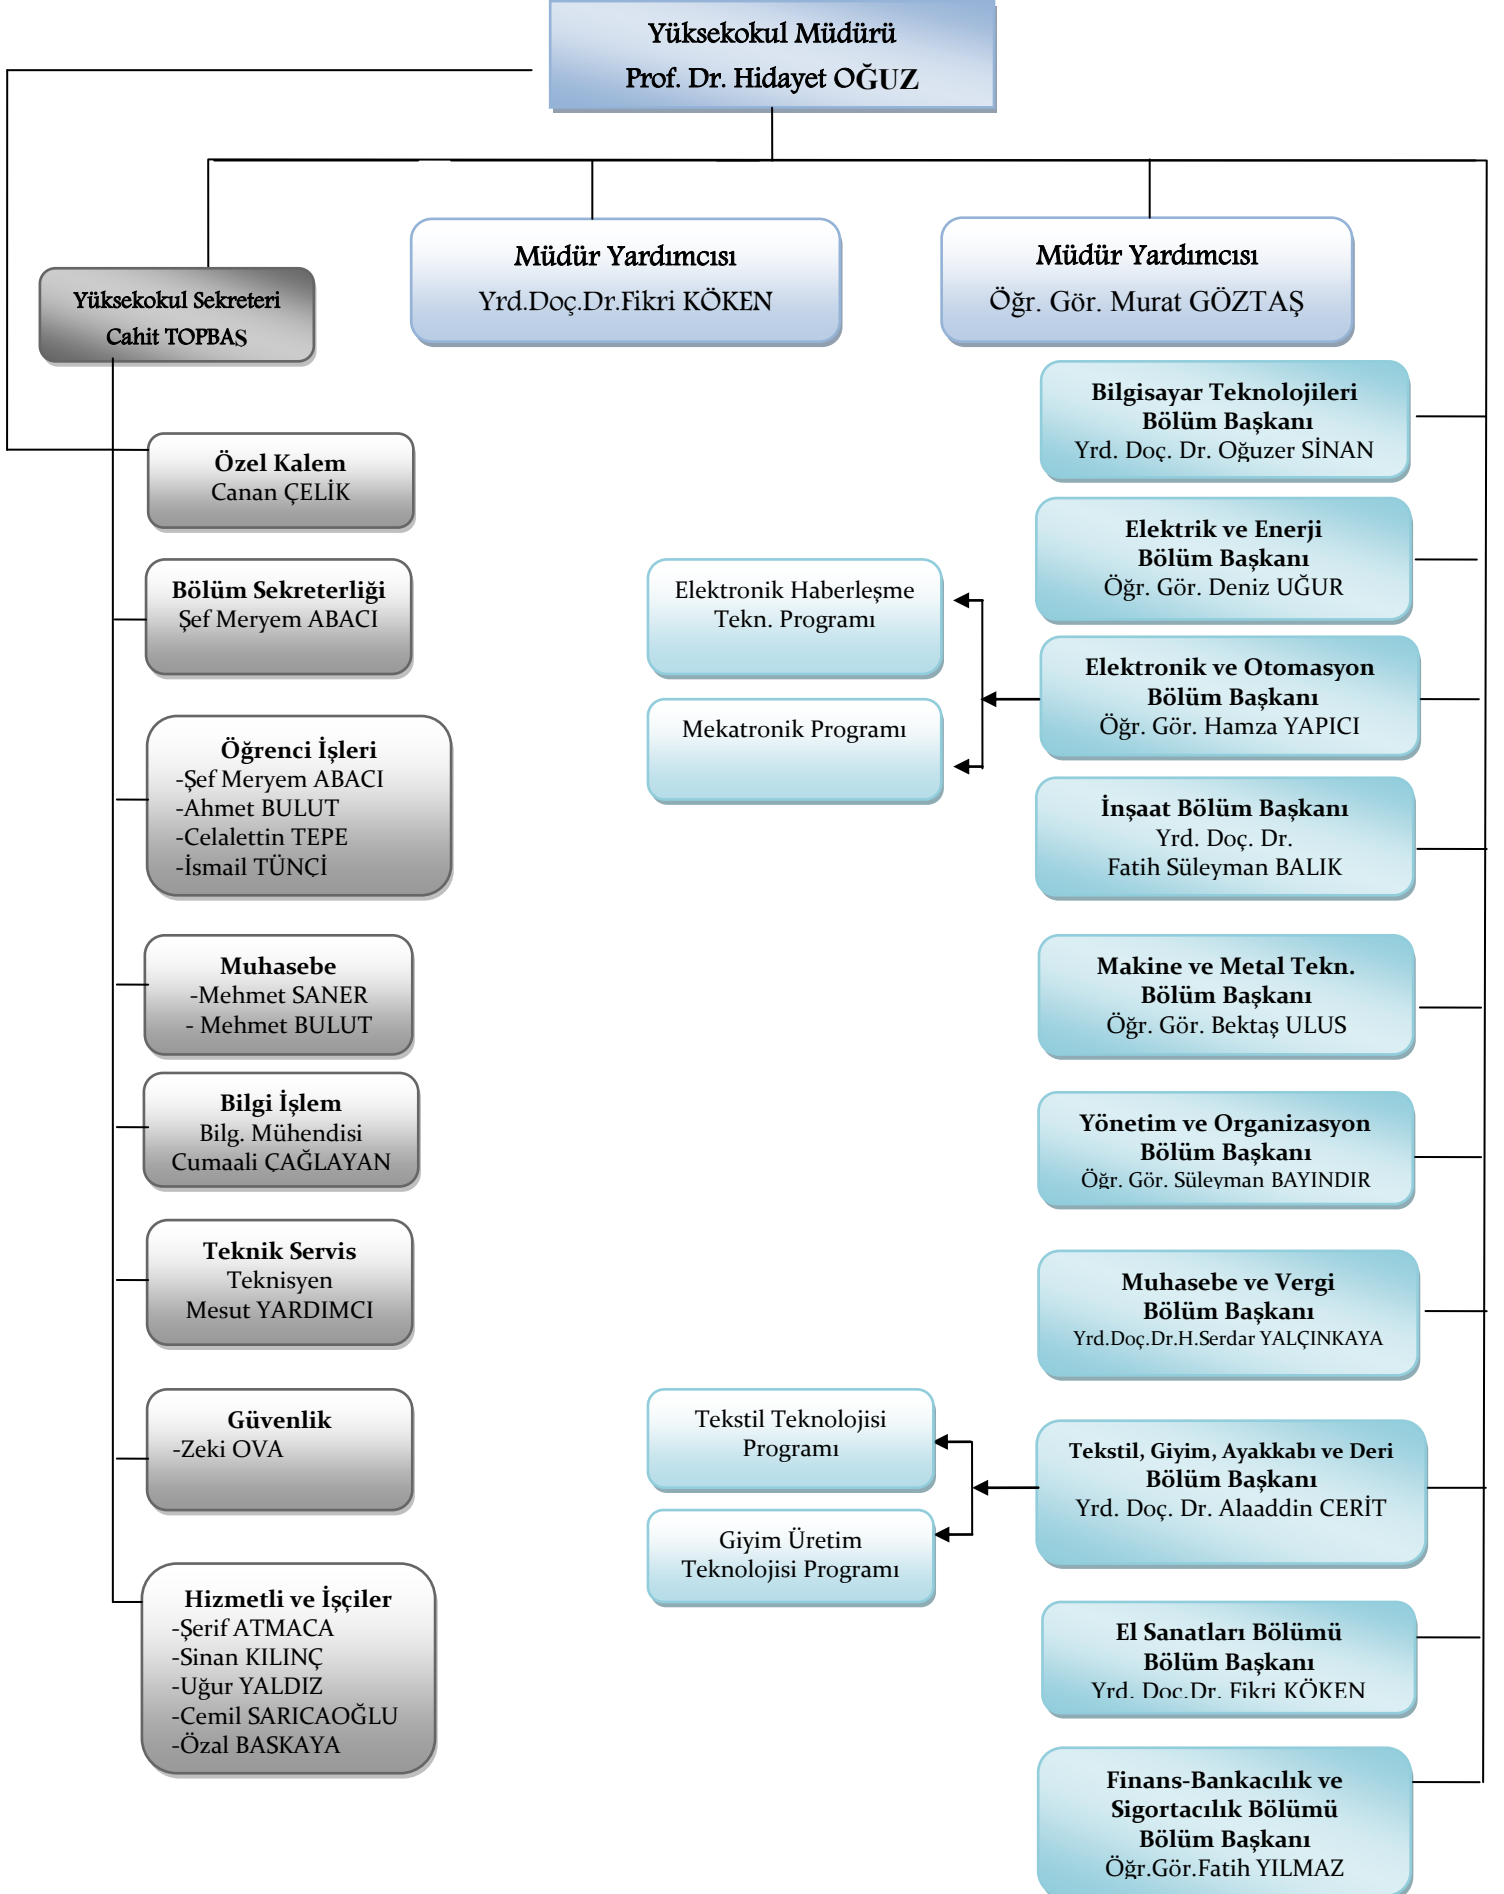 Yüksekokul Müdürü
Prof. Dr. Hidayet OĞUZ
Müdür Yardımcısı
Yrd.Doç.Dr.Fikri KÖKEN
Müdür Yardımcısı
Öğr. Gör. Murat GÖZTAŞ
Yüksekokul Sekreteri
Cahit TOPBAŞ
Özel Kalem
Canan ÇELİK
Bölüm Sekreterliği
Şef Meryem ABACI
Öğrenci İşleri
-Şef Meryem ABACI
-Ahmet BULUT
-Celalettin TEPE
-İsmail TÜNÇİ
Muhasebe
-Mehmet SANER
- Mehmet BULUT
Bilgi İşlem
Bilg. Mühendisi
Cumaali ÇAĞLAYAN
Teknik Servis
Teknisyen
Mesut YARDIMCI
Güvenlik
-Zeki OVA
Hizmetli ve İşçiler
-Şerif ATMACA
-Sinan KILINÇ
-Uğur YALDIZ
-Cemil SARICAOĞLU
-Özal BASKAYA
Elektronik Haberleşme
Tekn. Programı
Mekatronik Programı
Tekstil Teknolojisi
Programı
Giyim Üretim
Teknolojisi Programı
Bilgisayar Teknolojileri
Bölüm Başkanı
Yrd. Doç. Dr. Oğuzer SİNAN
Elektrik ve Enerji
Bölüm Başkanı
Öğr. Gör. Deniz UĞUR
Elektronik ve Otomasyon
Bölüm Başkanı
Öğr. Gör. Hamza YAPICI
İnşaat Bölüm Başkanı
Yrd. Doç. Dr.
Fatih Süleyman BALIK
Makine ve Metal Tekn.
Bölüm Başkanı
Öğr. Gör. Bektaş ULUS
Yönetim ve Organizasyon
Bölüm Başkanı
Öğr. Gör. Süleyman BAYINDIR
Muhasebe ve Vergi
Bölüm Başkanı
Yrd.Doç.Dr.H.Serdar YALÇINKAYA
Tekstil, Giyim, Ayakkabı ve Deri
Bölüm Başkanı
Yrd. Doç. Dr. Alaaddin CERİT
El Sanatları Bölümü
Bölüm Başkanı
Yrd. Doç.Dr. Fikri KÖKEN
Finans-Bankacılık ve
Sigortacılık Bölümü
Bölüm Başkanı
Öğr.Gör.Fatih YILMAZ